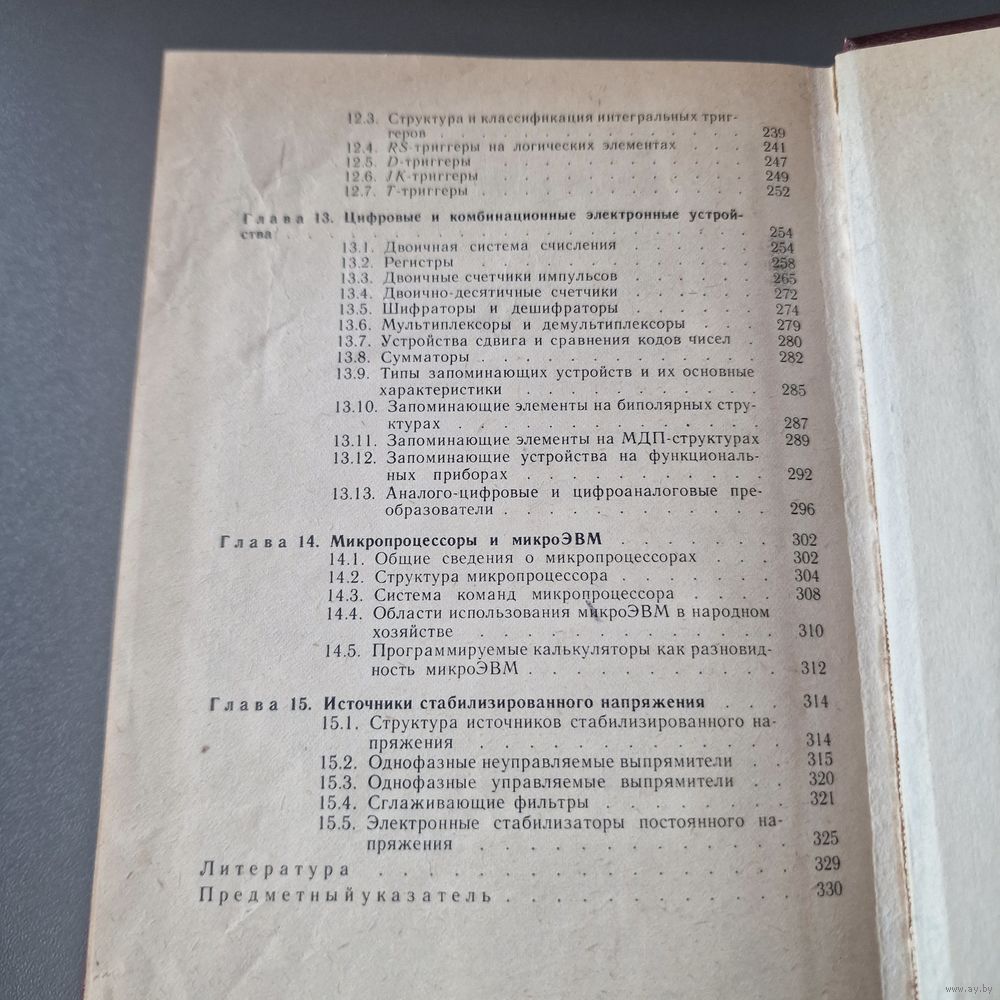 12.3. Структура и классификация интегральных триг-
геров . . . . . . . . . . . . . 239
12.4. RS-триггеры на логических элементах . . . 241
12.5. D-триггеры . . . . . . . . . . . 247
12.6. JK-триггеры . . . . . . . . . . 249
12.7. T-триггеры . . . . . . . . . . . 252
Глава 13. Цифровые и комбинационные электронные устрой-
ства . . . . . . . . . . . . . . . . 254
13.1. Двоичная система счисления . . . . . 254
13.2. Регистры . . . . . . . . . . . 258
13.3. Двоичные счетчики импульсов . . . . . 265
13.4. Двоично-десятичные счетчики . . . . . 272
13.5. Шифраторы и дешифраторы . . . . . . 274
13.6. Мультиплексоры и демультиплексоры . . . 279
13.7. Устройства сдвига и сравнения кодов чисел . 280
13.8. Сумматоры . . . . . . . . . . . 282
13.9. Типы запоминающих устройств и их основные
характеристики . . . . . . . . . . 285
13.10. Запоминающие элементы на биполярных стру-
ктурах . . . . . . . . . . . . . 287
13.11. Запоминающие элементы на МДП-структурах 289
13.12. Запоминающие устройства на функциональ-
ных приборах . . . . . . . . . . 292
13.13. Аналого-цифровые и цифроаналоговые пре-
образователи . . . . . . . . . . . 296
Глава 14. Микропроцессоры и микроЭВМ . . . . . . . 302
14.1. Общие сведения о микропроцессорах . . . 302
14.2. Структура микропроцессора . . . . . . 304
14.3. Система команд микропроцессора . . . . 308
14.4. Области использования микроЭВМ в народном
хозяйстве . . . . . . . . . . . . 310
14.5. Программируемые калькуляторы как разновид-
ность микроЭВМ . . . . . . . . . . 312
Глава 15. Источники стабилизированного напряжения . . . 314
15.1. Структура источников стабилизированного на-
пряжения . . . . . . . . . . . . 314
15.2. Однофазные неуправляемые выпрямители . . 315
15.3. Однофазные управляемые выпрямители . . 320
15.4. Сглаживающие фильтры . . . . . . . 321
15.5. Электронные стабилизаторы постоянного на-
пряжения . . . . . . . . . . . . 325
Литература . . . . . . . . . . . . . . . 329
Предметный указатель . . . . . . . . . . . 330
www.ay.by